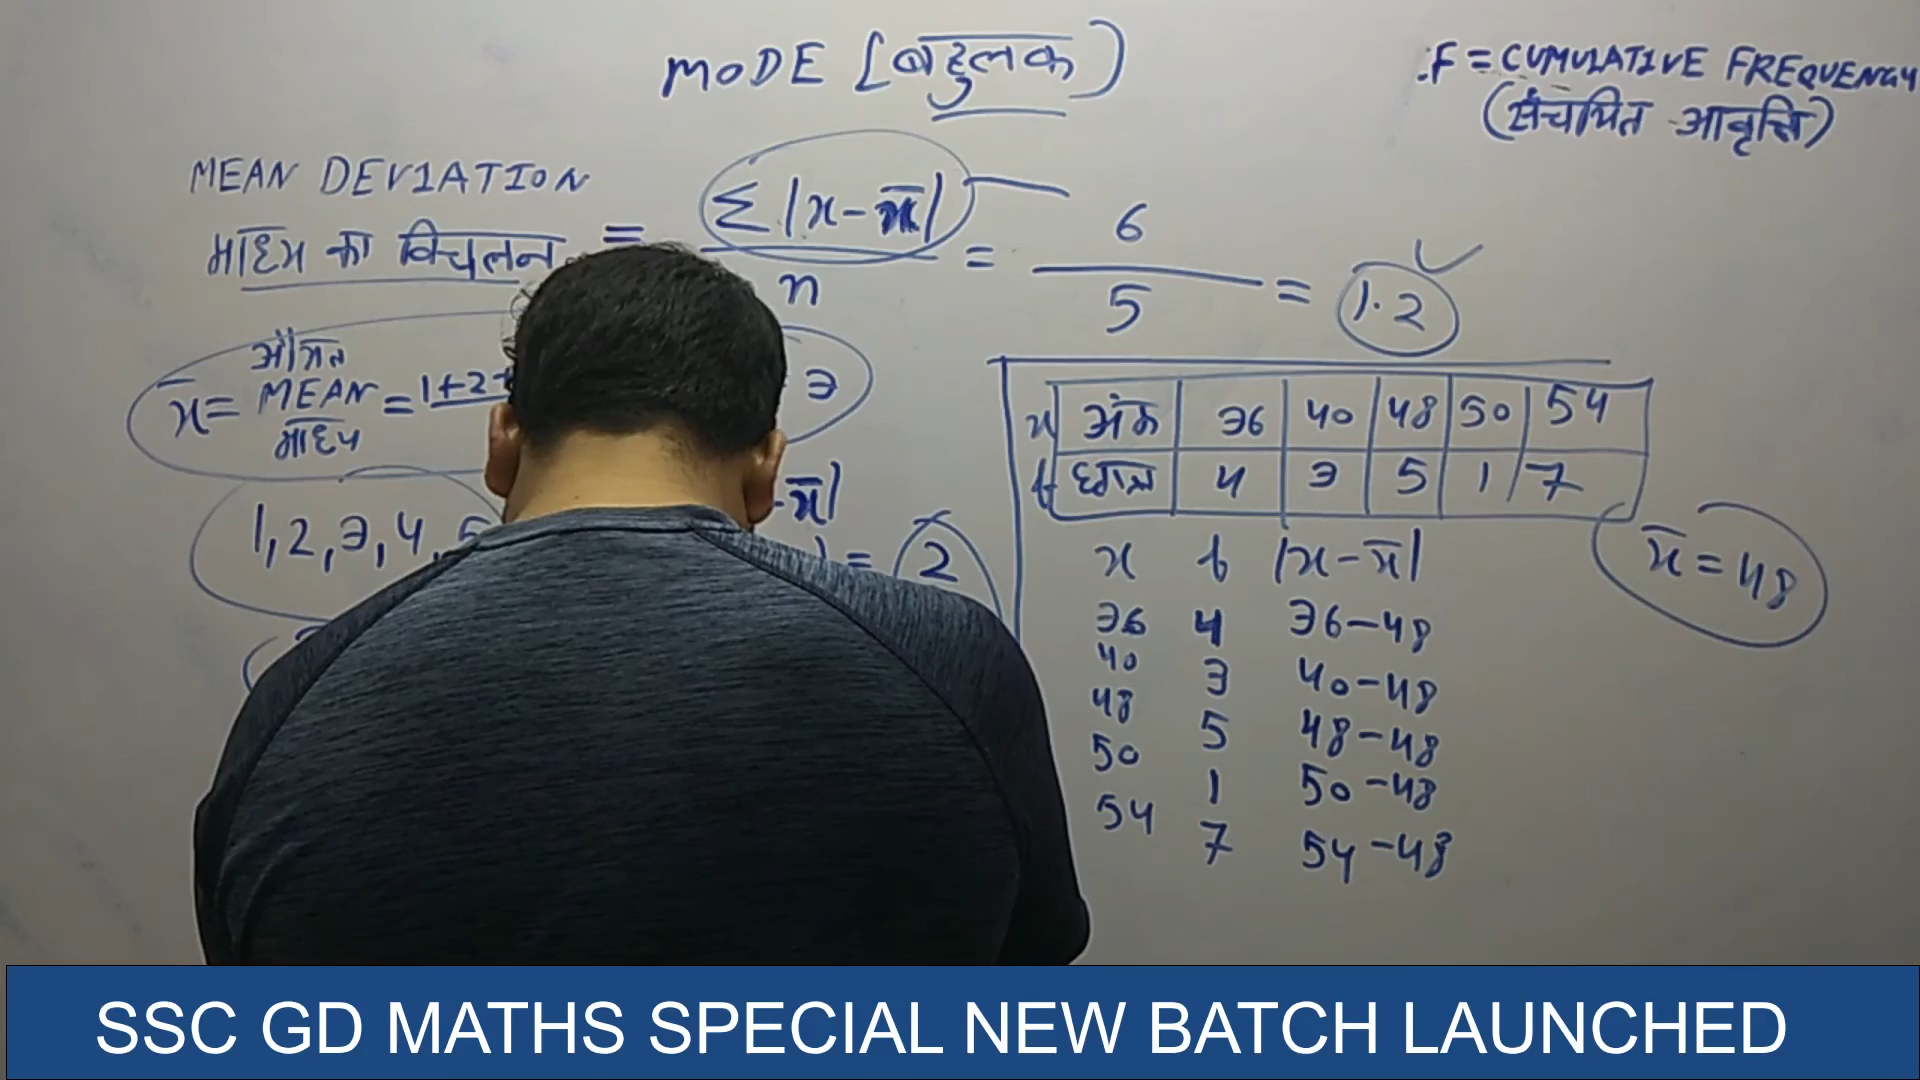 MODE [बहुलक)
.F = CUMULATIVE FREQUENCY
(संचयित आवृत्ति)
MEAN DEVIATION
माध्य का विचलन = Σ |x - x̄| / n = 6 / 5 = 1.2
औसत
x̄ = MEAN = 1+2+ 3
माध्य
1, 2, 3, 4, 5
- x̄|
) = 2
x अंक 36 40 48 50 54
f छात्र 4 3 5 1 7
x̄ = 48
x f |x - x̄|
36 4 36-48
40 3 40-48
48 5 48-48
50 1 50-48
54 7 54-48
SSC GD MATHS SPECIAL NEW BATCH LAUNCHED